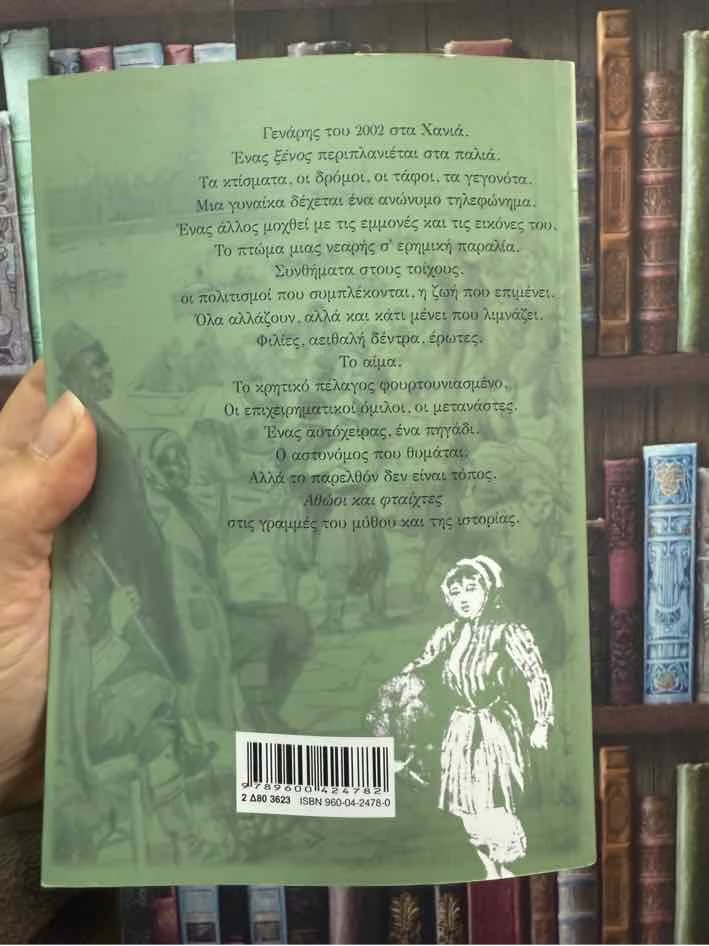 Γενάρης του 2002 στα Χανιά.
Ένας ξένος περιπλανιέται στα παλιά.
Τα κτίσματα, οι δρόμοι, οι τάφοι, τα γεγονότα.
Μια γυναίκα δέχεται ένα ανώνυμο τηλεφώνημα.
Ένας άλλος μοχθεί με τις εμμονές και τις εικόνες του.
Το πτώμα μιας νεαρής σ' ερημική παραλία.
Συνθήματα στους τοίχους,
οι πολιτισμοί που συμπλέκονται, η ζωή που επιμένει.
Όλα αλλάζουν, αλλά και κάτι μένει που λιμνάζει.
Φιλίες, αειθαλή δέντρα, έρωτες.
Το αίμα.
Το κρητικό πέλαγος φουρτουνιασμένο.
Οι επιχειρηματικοί όμιλοι, οι μετανάστες.
Ένας αυτόχειρας, ένα πηγάδι.
Ο αστονόμος που θυμάται.
Αλλά το παρελθόν δεν είναι τόπος.
Αθώοι και φταίχτες
στις γραμμές του μύθου και της ιστορίας.
9789600424782
2 Δ80 3623 ISBN 960-04-2478-0